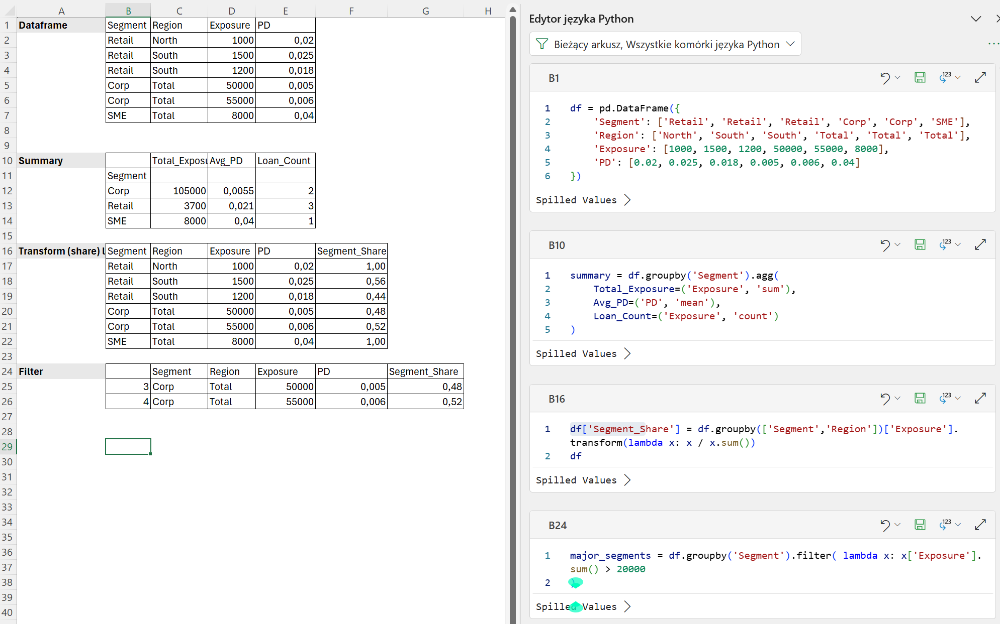 A B C D E F G H
1 Dataframe Segment Region Exposure PD
2 Retail North 1000 0,02
3 Retail South 1500 0,025
4 Retail South 1200 0,018
5 Corp Total 50000 0,005
6 Corp Total 55000 0,006
7 SME Total 8000 0,04
8
9
10 Summary Total_Exposu Avg_PD Loan_Count
11 Segment
12 Corp 105000 0,0055 2
13 Retail 3700 0,021 3
14 SME 8000 0,04 1
15
16 Transform (share) l Segment Region Exposure PD Segment_Share
17 Retail North 1000 0,02 1,00
18 Retail South 1500 0,025 0,56
19 Retail South 1200 0,018 0,44
20 Corp Total 50000 0,005 0,48
21 Corp Total 55000 0,006 0,52
22 SME Total 8000 0,04 1,00
23
24 Filter Segment Region Exposure PD Segment_Share
25 3 Corp Total 50000 0,005 0,48
26 4 Corp Total 55000 0,006 0,52
27
28
29
30
31
32
33
34
35
36
37
38
39
40
Edytor języka Python
Bieżący arkusz, Wszystkie komórki języka Python
B1
123
1 df = pd.DataFrame({
2 'Segment': ['Retail', 'Retail', 'Retail', 'Corp', 'Corp', 'SME'],
3 'Region': ['North', 'South', 'South', 'Total', 'Total', 'Total'],
4 'Exposure': [1000, 1500, 1200, 50000, 55000, 8000],
5 'PD': [0.02, 0.025, 0.018, 0.005, 0.006, 0.04]
6 })
Spilled Values
B10
123
1 summary = df.groupby('Segment').agg(
2 Total_Exposure=('Exposure', 'sum'),
3 Avg_PD=('PD', 'mean'),
4 Loan_Count=('Exposure', 'count')
5 )
Spilled Values
B16
123
1 df['Segment_Share'] = df.groupby(['Segment','Region'])['Exposure'].
transform(lambda x: x / x.sum())
2 df
Spilled Values
B24
123
1 major_segments = df.groupby('Segment').filter( lambda x: x['Exposure'].
sum() > 20000
2 )
Spilled Values